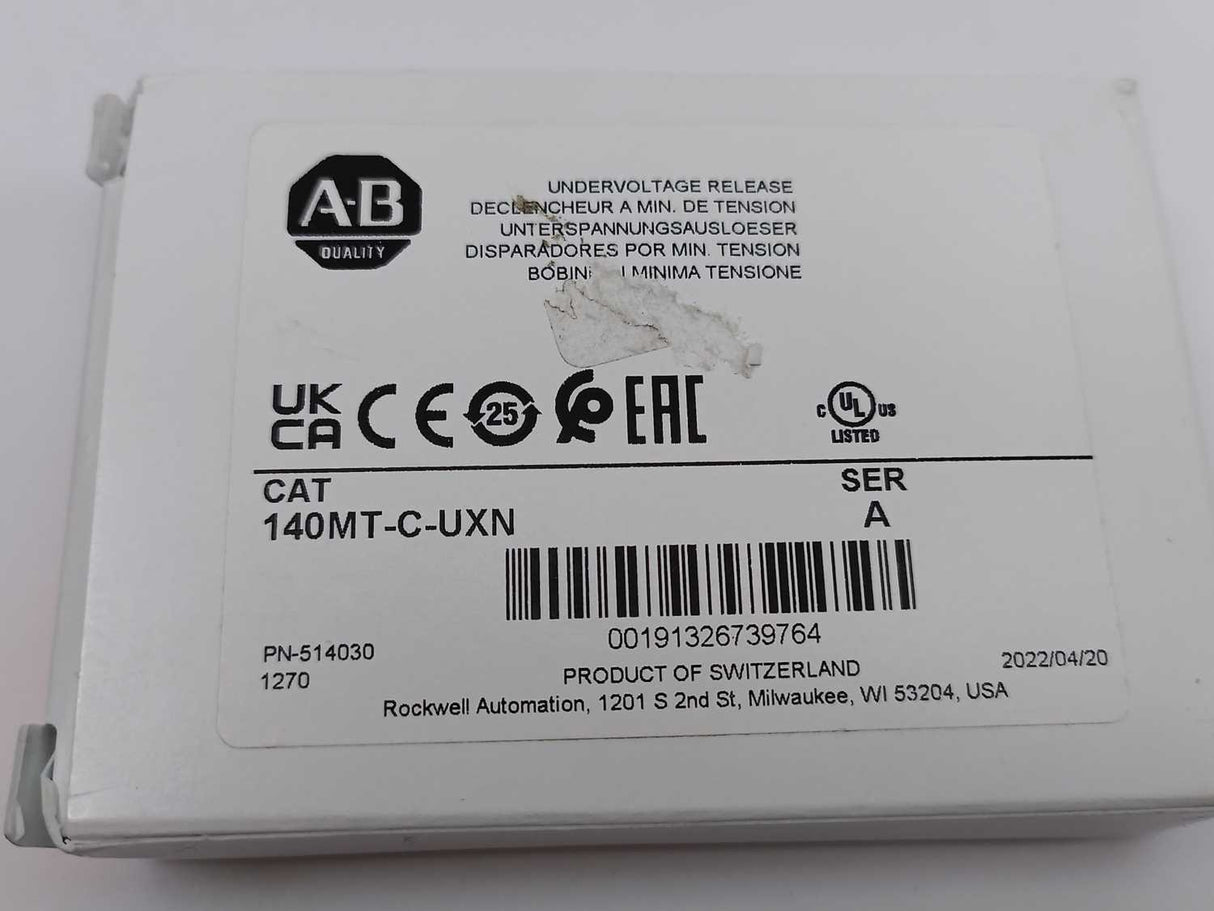 A-B
QUALITY
UNDERVOLTAGE RELEASE
DECLENCHEUR A MIN. DE TENSION
UNTERSPANNUNGSAUSLOESER
DISPARADORES POR MIN. TENSION
MINIMA TENSIONE
UK
CA
CE
25
EAC
C UL US
LISTED
CAT
SER
140MT-C-UXN
A
00191326739764
PN-514030
1270
PRODUCT OF SWITZERLAND
2022/04/20
Rockwell Automation, 1201 S 2nd St, Milwaukee, WI 53204, USA